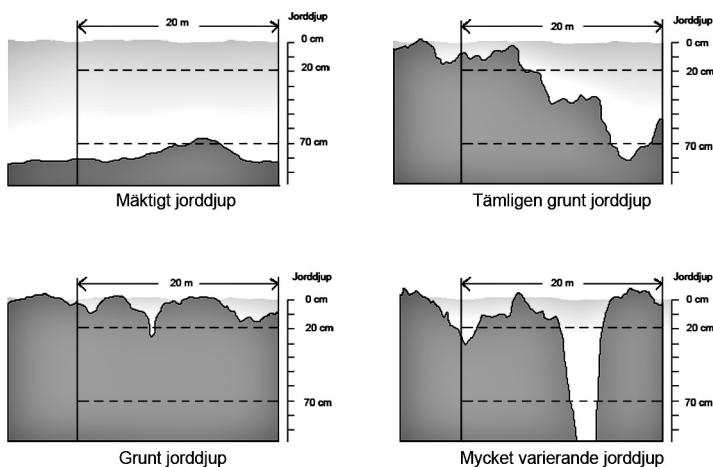 20 m
Jorddjup
0 cm
20 cm
70 cm
Mäktigt jorddjup
20 m
Jorddjup
0 cm
20 cm
70 cm
Tämligen grunt jorddjup
20 m
Jorddjup
0 cm
20 cm
70 cm
Grunt jorddjup
20 m
Jorddjup
0 cm
20 cm
70 cm
Mycket varierande jorddjup